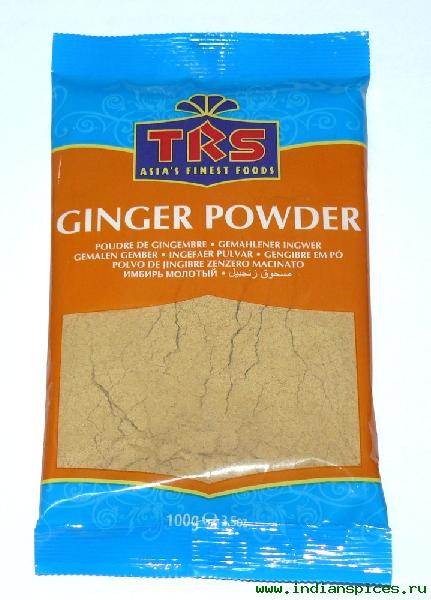 TRS
ASIA'S FINEST FOODS
GINGER POWDER
POUDRE DE GINGEMBRE • GEMAHLENER INGWER
GEMALEN GEMBER • INGEFAER PULVAR • GENGIBRE EM PÓ
POLVO DE JINGIBRE ZENZERO MACINATO
ИМБИРЬ МОЛОТЫЙ • مسحوق زنجبيل
100g ℮ 3.5oz
www.indianspices.ru